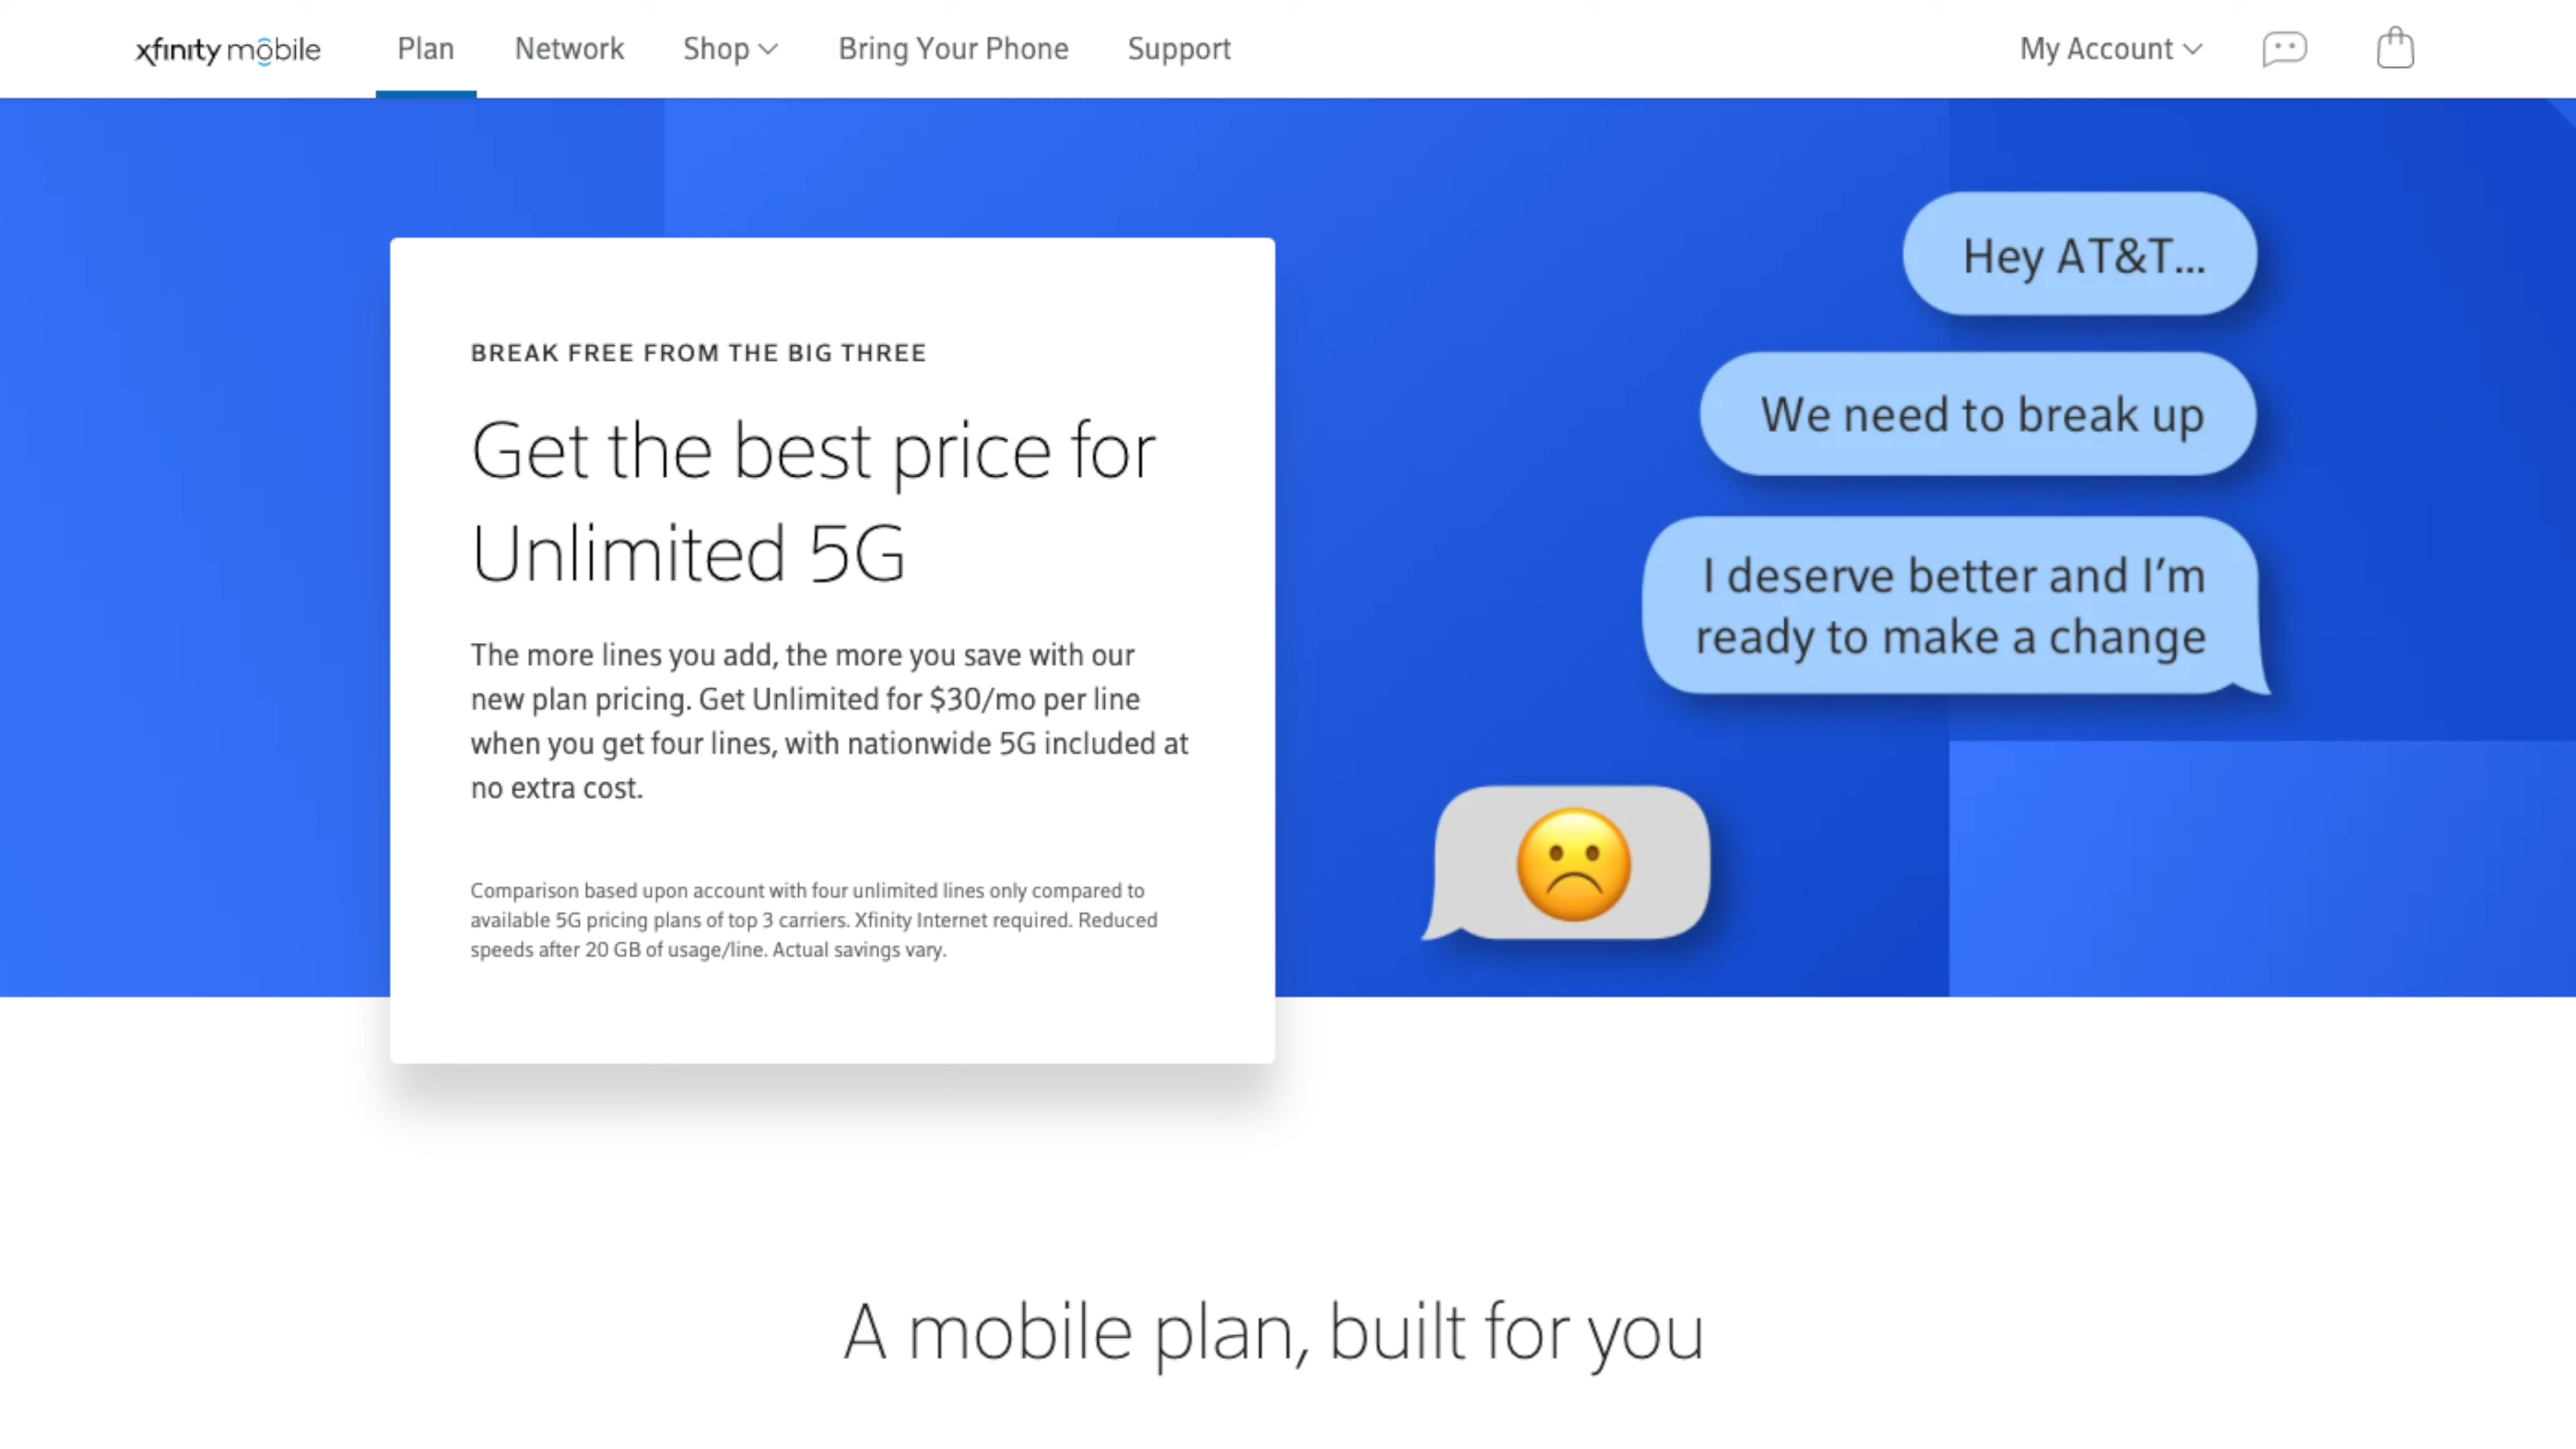 xfinity mobile
Plan
Network
Shop
Bring Your Phone
Support
My Account
BREAK FREE FROM THE BIG THREE
Get the best price for
Unlimited 5G
The more lines you add, the more you save with our
new plan pricing. Get Unlimited for $30/mo per line
when you get four lines, with nationwide 5G included at
no extra cost.
Comparison based upon account with four unlimited lines only compared to
available 5G pricing plans of top 3 carriers. Xfinity Internet required. Reduced
speeds after 20 GB of usage/line. Actual savings vary.
Hey AT&T...
We need to break up
I deserve better and I’m
ready to make a change
A mobile plan, built for you